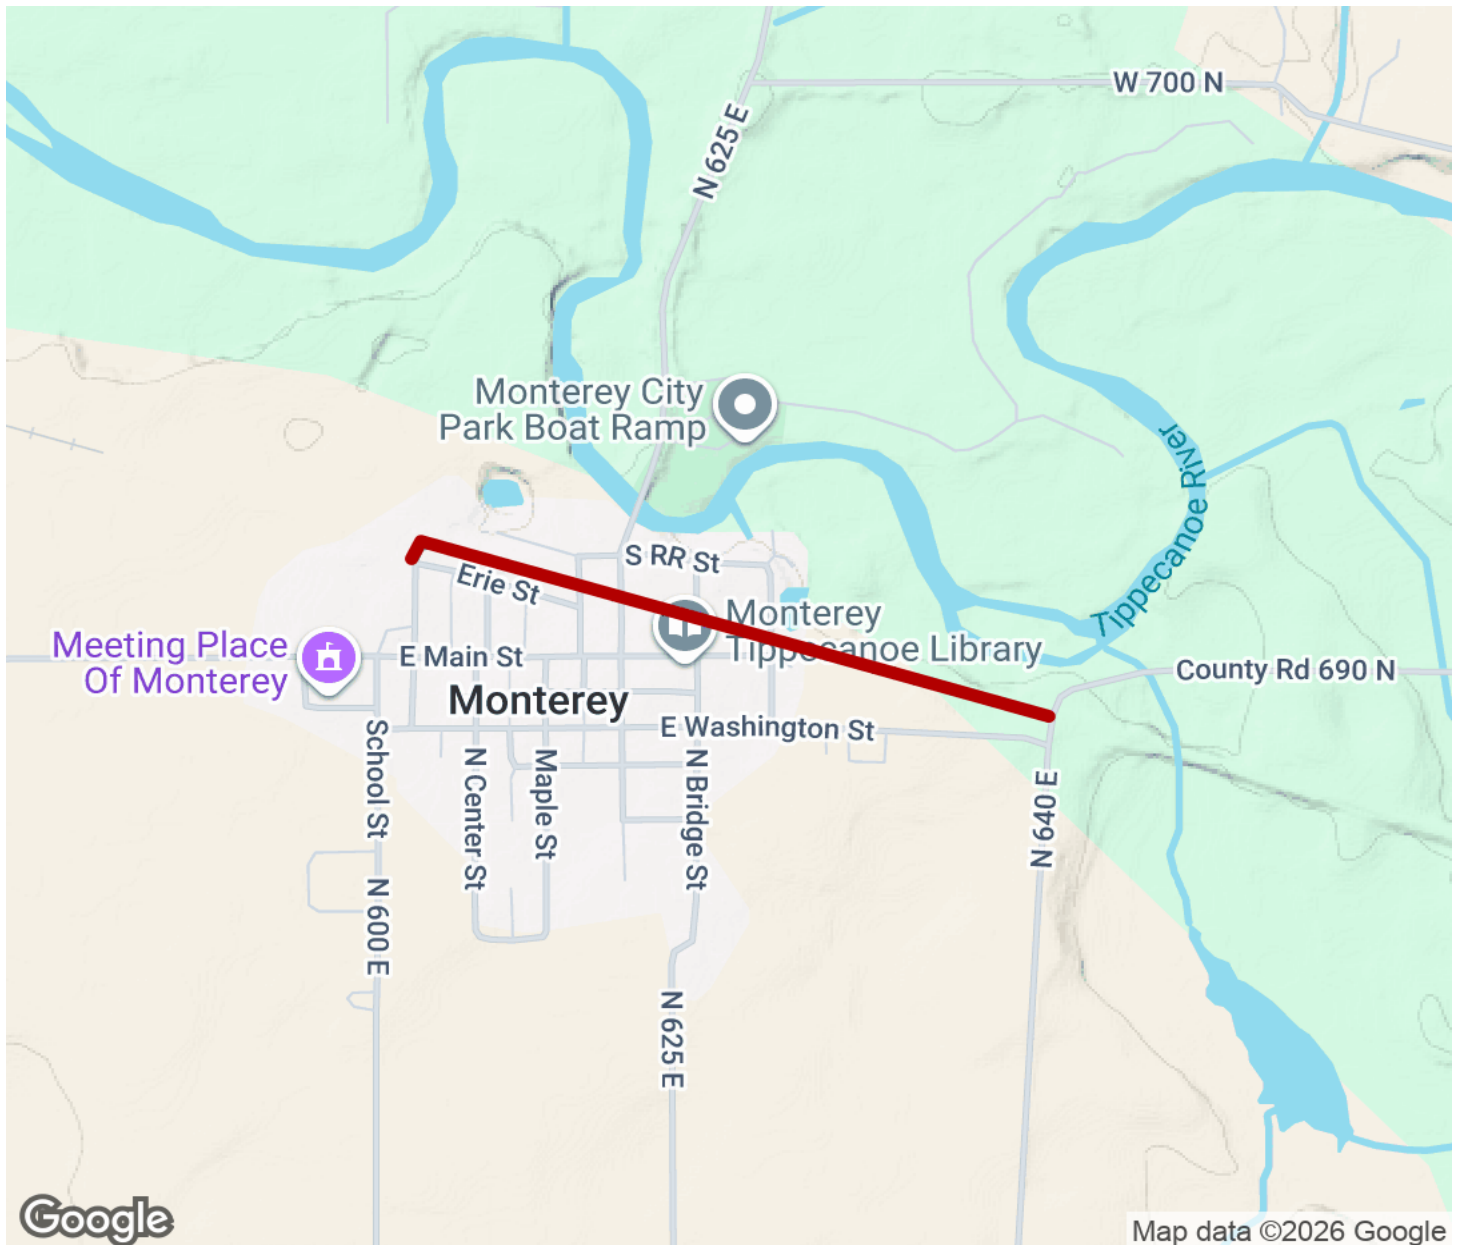 W 700 N
N 625 E
Monterey City
Park Boat Ramp
Tippecanoe River
S RR St
Erie St
Monterey
Tippecanoe Library
Meeting Place
Of Monterey
E Main St
County Rd 690 N
Monterey
E Washington St
School St
N Center St
Maple St
N Bridge St
N 640 E
N 600 E
N 625 E
Google
Map data ©2026 Google